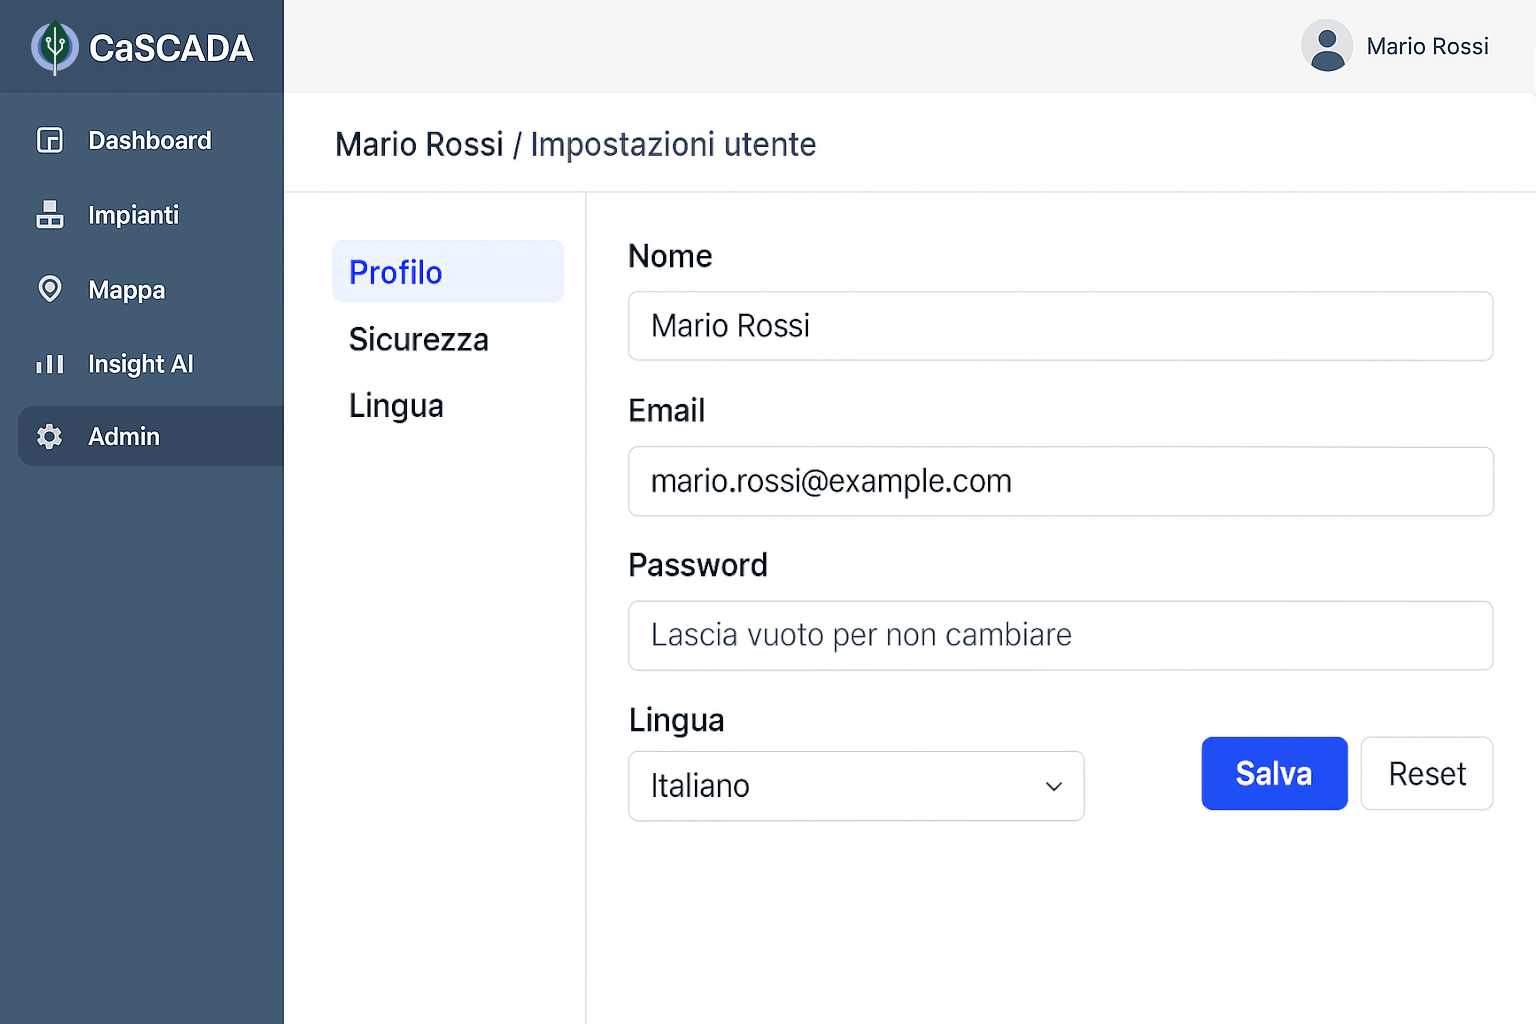 CaSCADA
Mario Rossi
Dashboard
Impianti
Mappa
Insight AI
Admin
Mario Rossi / Impostazioni utente
Profilo
Sicurezza
Lingua
Nome
Mario Rossi
Email
mario.rossi@example.com
Password
Lascia vuoto per non cambiare
Lingua
Italiano
Salva
Reset